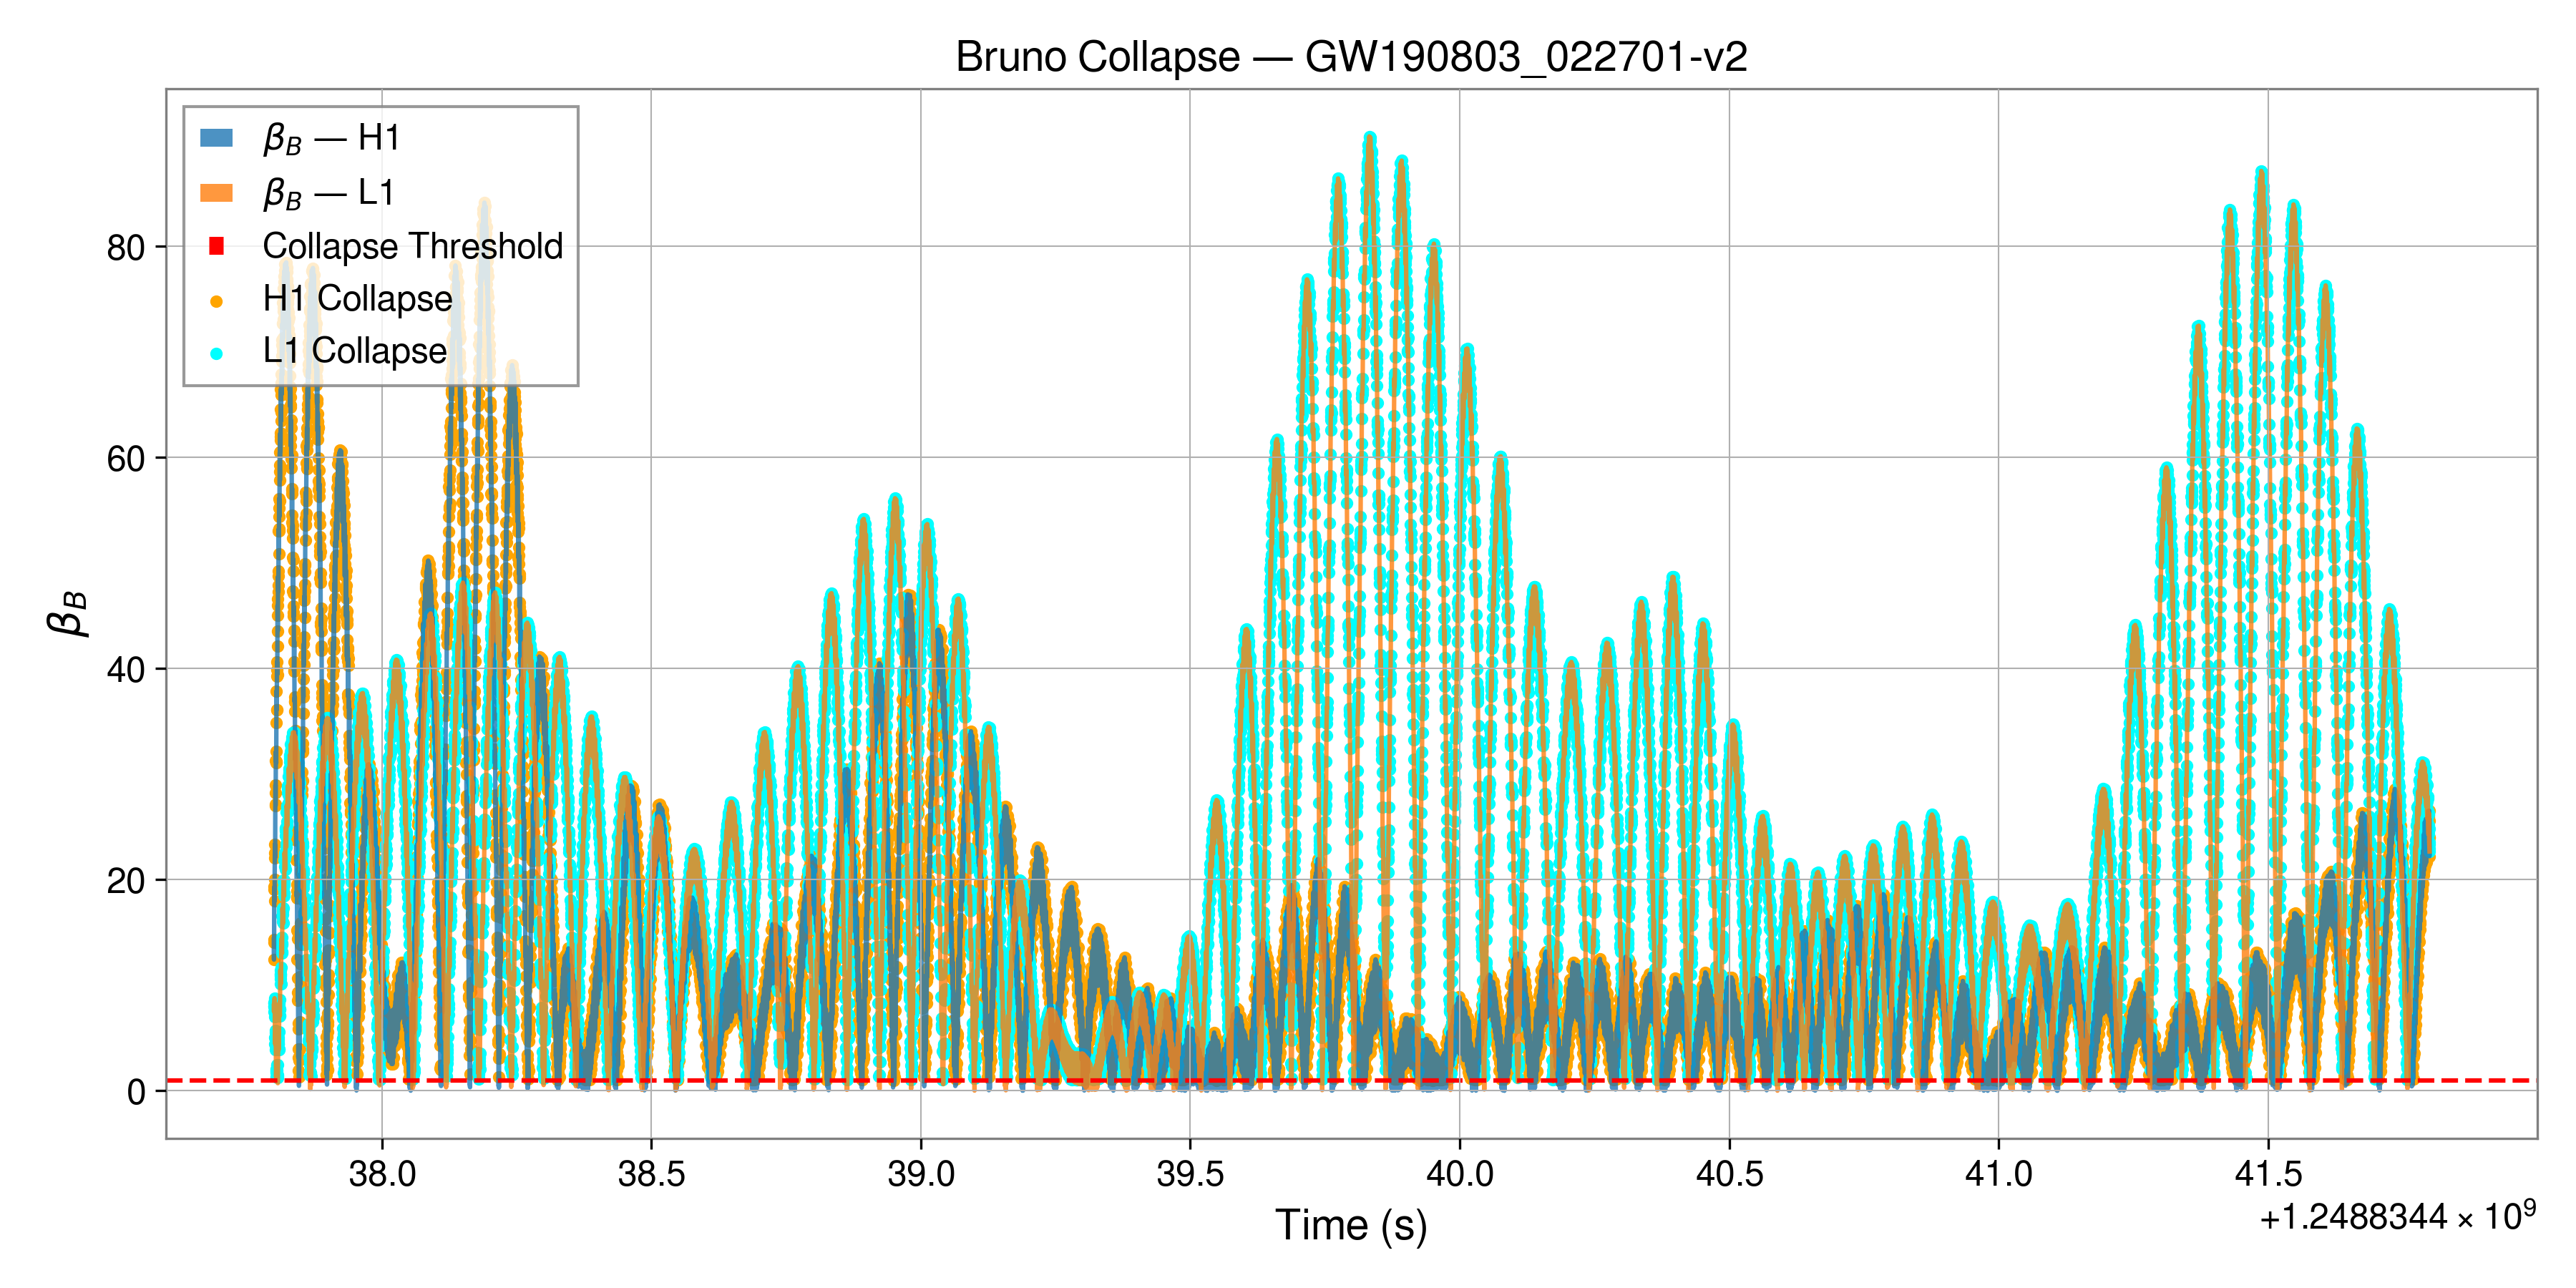 Bruno Collapse — GW190803_022701-v2
β_B — H1
β_B — L1
Collapse Threshold
H1 Collapse
L1 Collapse
β_B
80
60
40
20
0
38.0 38.5 39.0 39.5 40.0 40.5 41.0 41.5
Time (s)
+1.2488344 × 10⁹